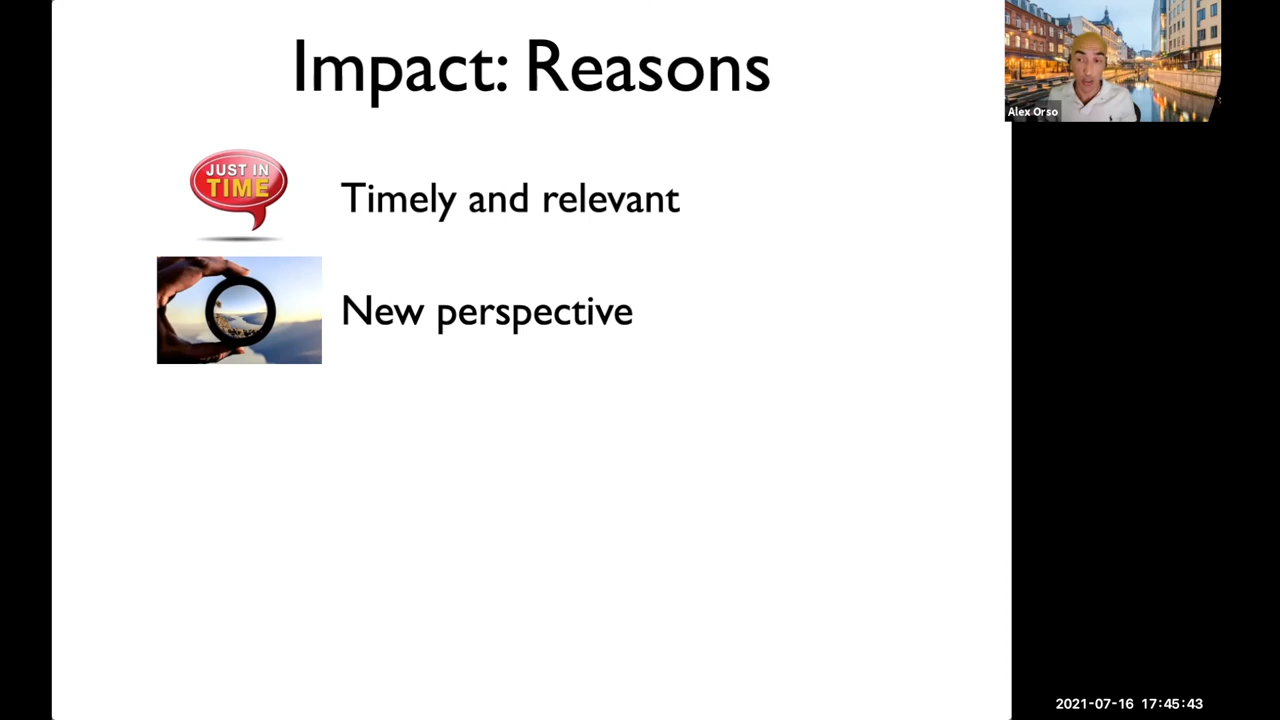 Impact: Reasons
Alex Orso
JUST IN
TIME
Timely and relevant
New perspective
2021-07-16 17:45:43